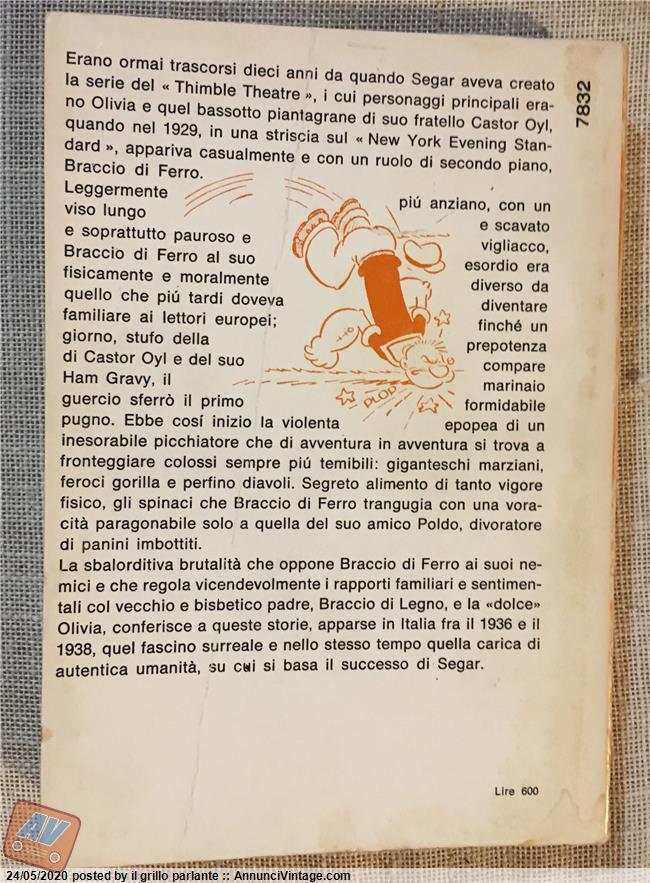 Erano ormai trascorsi dieci anni da quando Segar aveva creato
la serie del « Thimble Theatre », i cui personaggi principali era-
no Olivia e quel bassotto piantagrane di suo fratello Castor Oyl,
quando nel 1929, in una striscia sul « New York Evening Stan-
dard », appariva casualmente e con un ruolo di secondo piano,
Braccio di Ferro.
Leggermente piú anziano, con un
viso lungo e scavato
e soprattutto pauroso e vigliacco,
Braccio di Ferro al suo esordio era
fisicamente e moralmente diverso da
quello che piú tardi doveva diventare
familiare ai lettori europei; finché un
giorno, stufo della prepotenza
di Castor Oyl e del suo compare
Ham Gravy, il marinaio
guercio sferrò il primo formidabile
pugno. Ebbe cosí inizio la violenta epopea di un
inesorabile picchiatore che di avventura in avventura si trova a
fronteggiare colossi sempre piú temibili: giganteschi marziani,
feroci gorilla e perfino diavoli. Segreto alimento di tanto vigore
fisico, gli spinaci che Braccio di Ferro trangugia con una vora-
cità paragonabile solo a quella del suo amico Poldo, divoratore
di panini imbottiti.
La sbalorditiva brutalità che oppone Braccio di Ferro ai suoi ne-
mici e che regola vicendevolmente i rapporti familiari e sentimen-
tali col vecchio e bisbetico padre, Braccio di Legno, e la «dolce»
Olivia, conferisce a queste storie, apparse in Italia fra il 1936 e il
1938, quel fascino surreale e nello stesso tempo quella carica di
autentica umanità, su cui si basa il successo di Segar.
PLOP
7832
Lire 600
AV
24/05/2020 posted by il grillo parlante :: AnnunciVintage.com